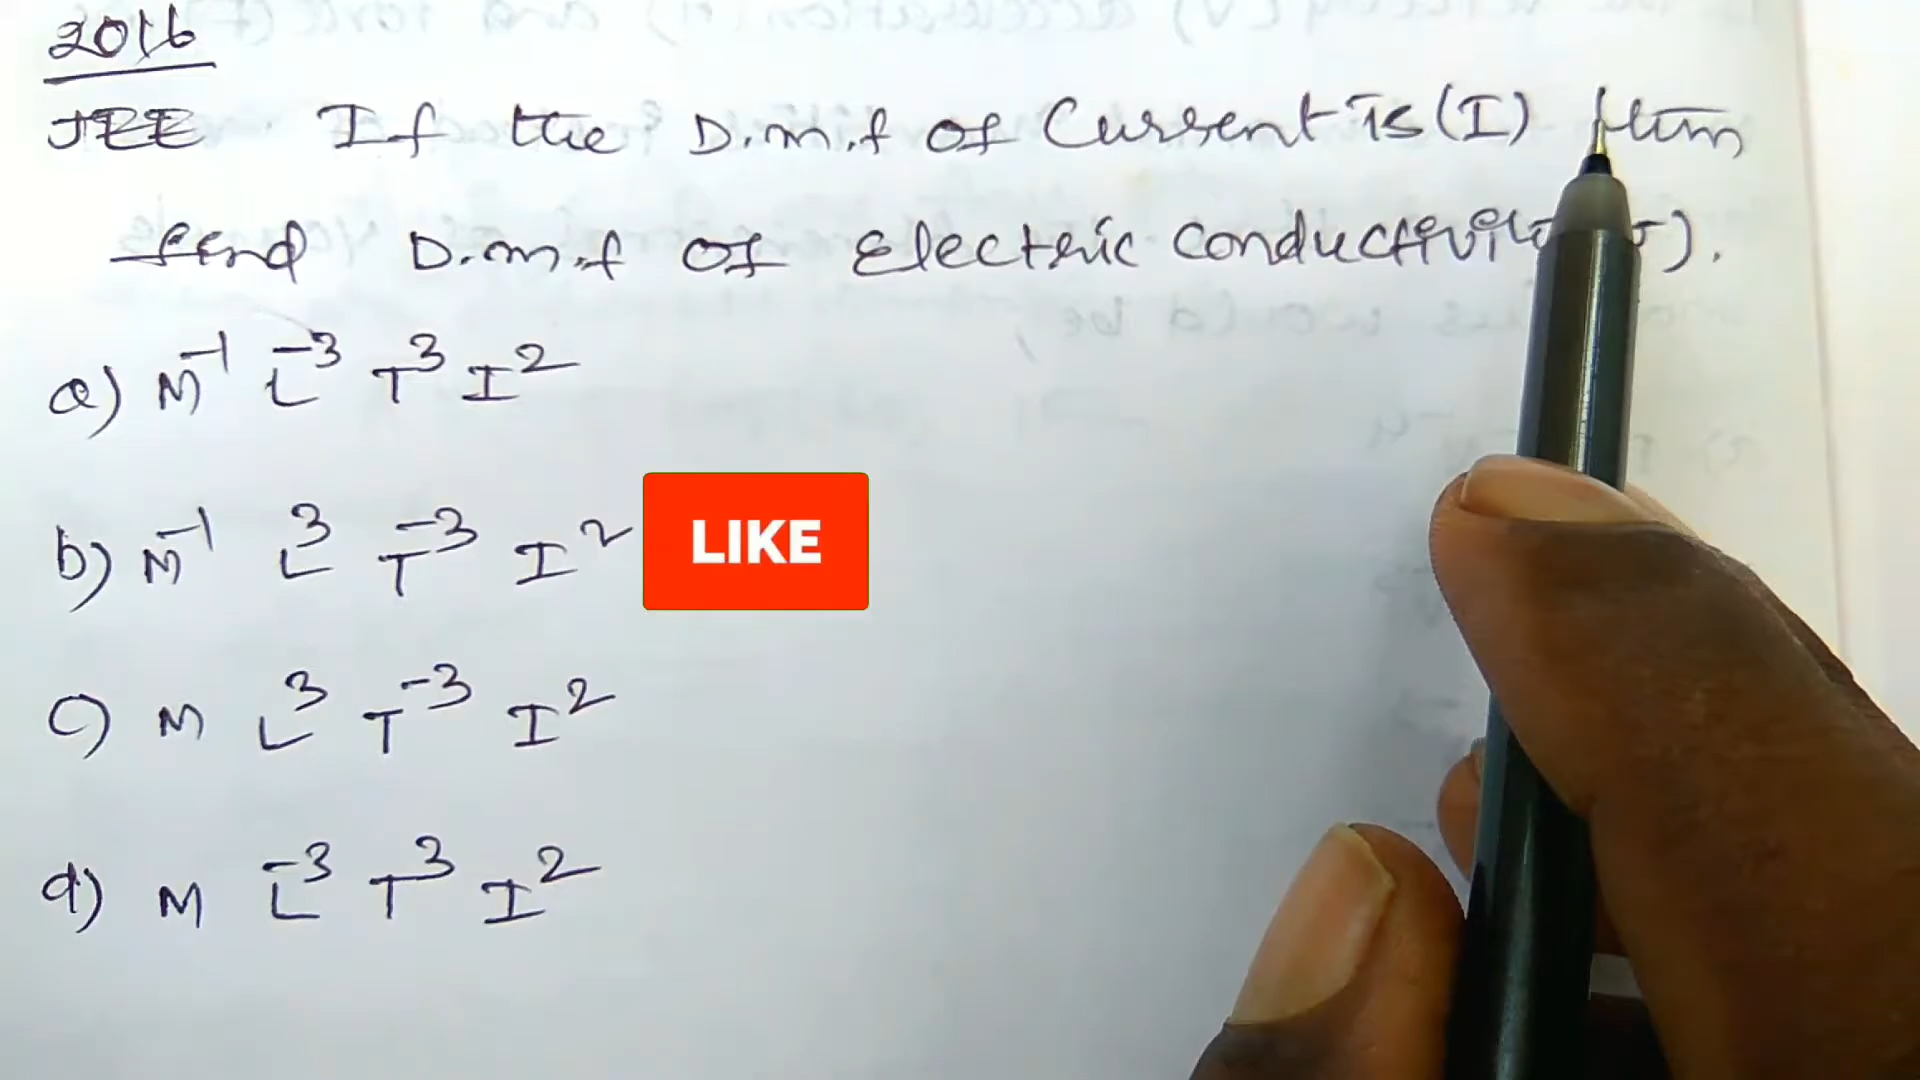 2016
JEE If the D.m.f of Current is (I) then
find D.m.f of Electric conductivity (σ).
a) M⁻¹ L⁻³ T³ I²
b) M⁻¹ L³ T⁻³ I²
LIKE
c) M L³ T⁻³ I²
d) M L⁻³ T³ I²